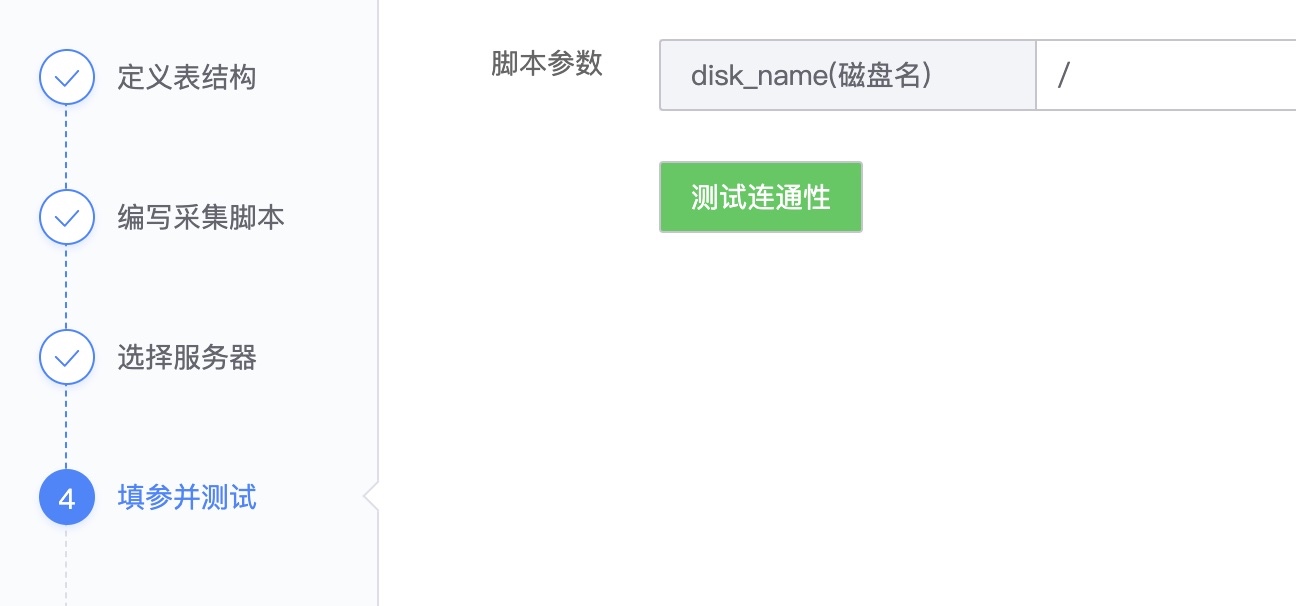 定义表结构
编写采集脚本
选择服务器
4
填参并测试
脚本参数
disk_name(磁盘名)
/
测试连通性